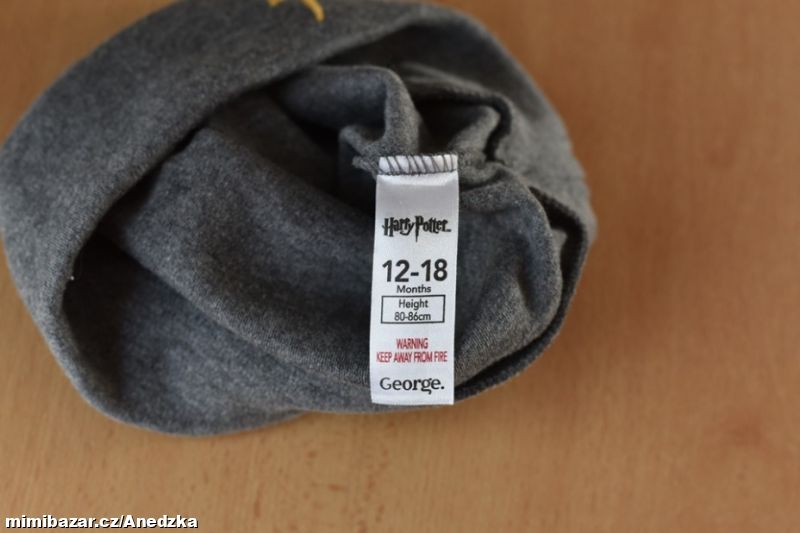 Harry Potter
12-18
Months
Height
80-86cm
WARNING
KEEP AWAY FROM FIRE
George.
mimibazar.cz/Anedzka